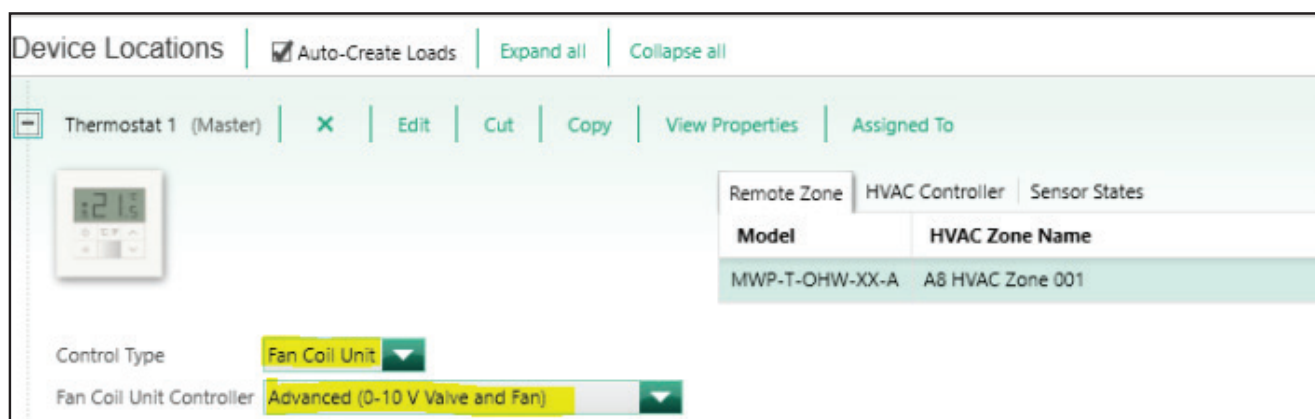 Device Locations Auto-Create Loads Expand all Collapse all
Thermostat 1 (Master) × Edit Cut Copy View Properties Assigned To
Remote Zone HVAC Controller Sensor States
Model HVAC Zone Name
MWP-T-OHW-XX-A A8 HVAC Zone 001
Control Type Fan Coil Unit
Fan Coil Unit Controller Advanced (0-10 V Valve and Fan)